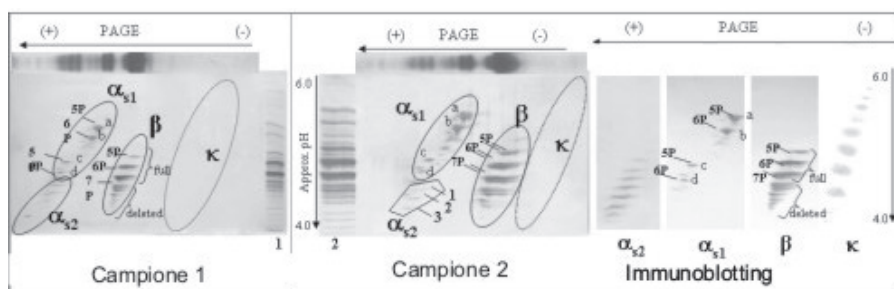 (+) PAGE (-)
αs1
5P
6
P
a
b
β
κ
5P
6P
7
P
full
deleted
c
d
5
αs2
1
Campione 1
(+) PAGE (-)
6.0
Approx. pH
4.0
αs1
a
b
c
d
β
5P
6P
7P
κ
1
2
3
αs2
2
Campione 2
(+) PAGE (-)
6.0
5P
a
6P
b
5P
c
6P
d
5P
6P
7P
full
deleted
4.0
αs2 αs1 β κ
Immunoblotting